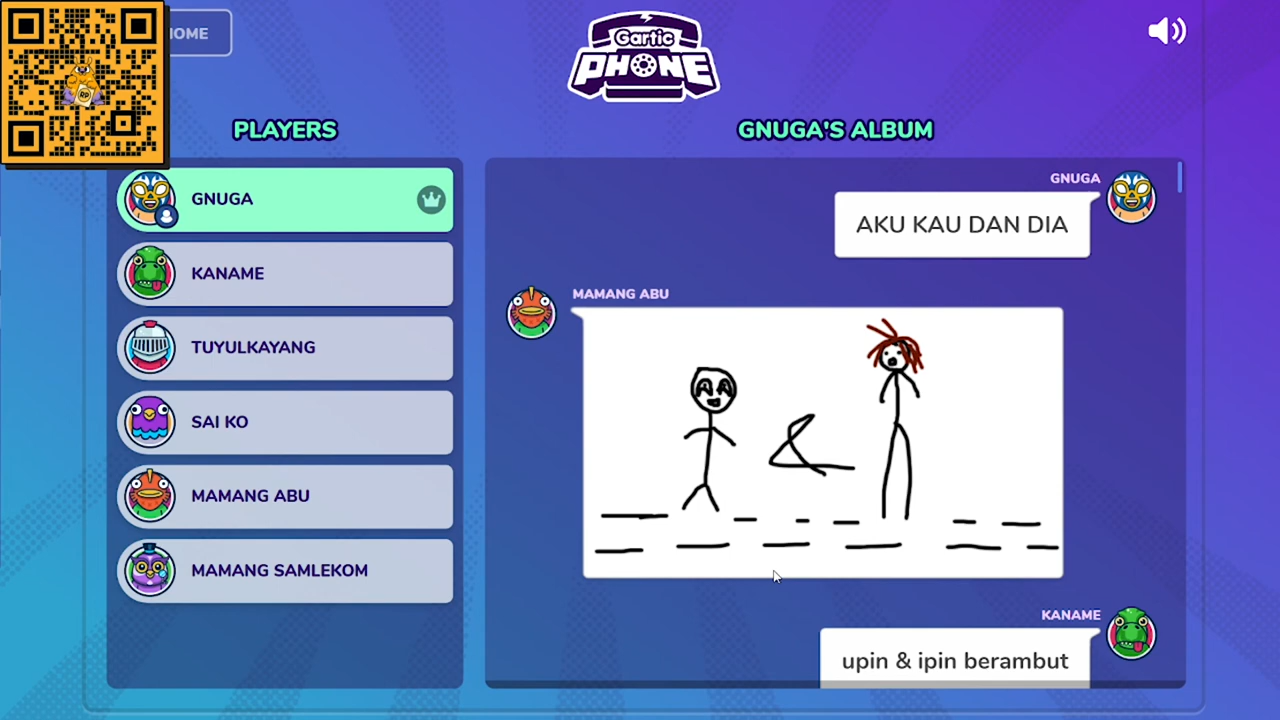 HOME
Gartic
PHONE
PLAYERS
GNUGA
KANAME
TUYULKAYANG
SAI KO
MAMANG ABU
MAMANG SAMLEKOM
GNUGA'S ALBUM
GNUGA
AKU KAU DAN DIA
MAMANG ABU
&
KANAME
upin & ipin berambut
RP